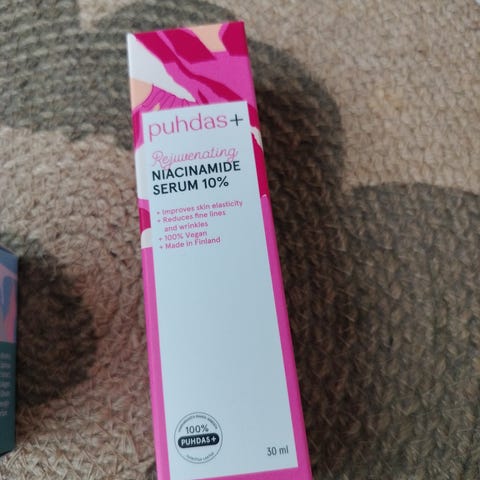 puhdas+
Rejuvenating
NIACINAMIDE
SERUM 10%
+ Improves skin elasticity
+ Reduces fine lines
and wrinkles
+ 100% Vegan
+ Made in Finland
100%
PUHDAS+
30 ml